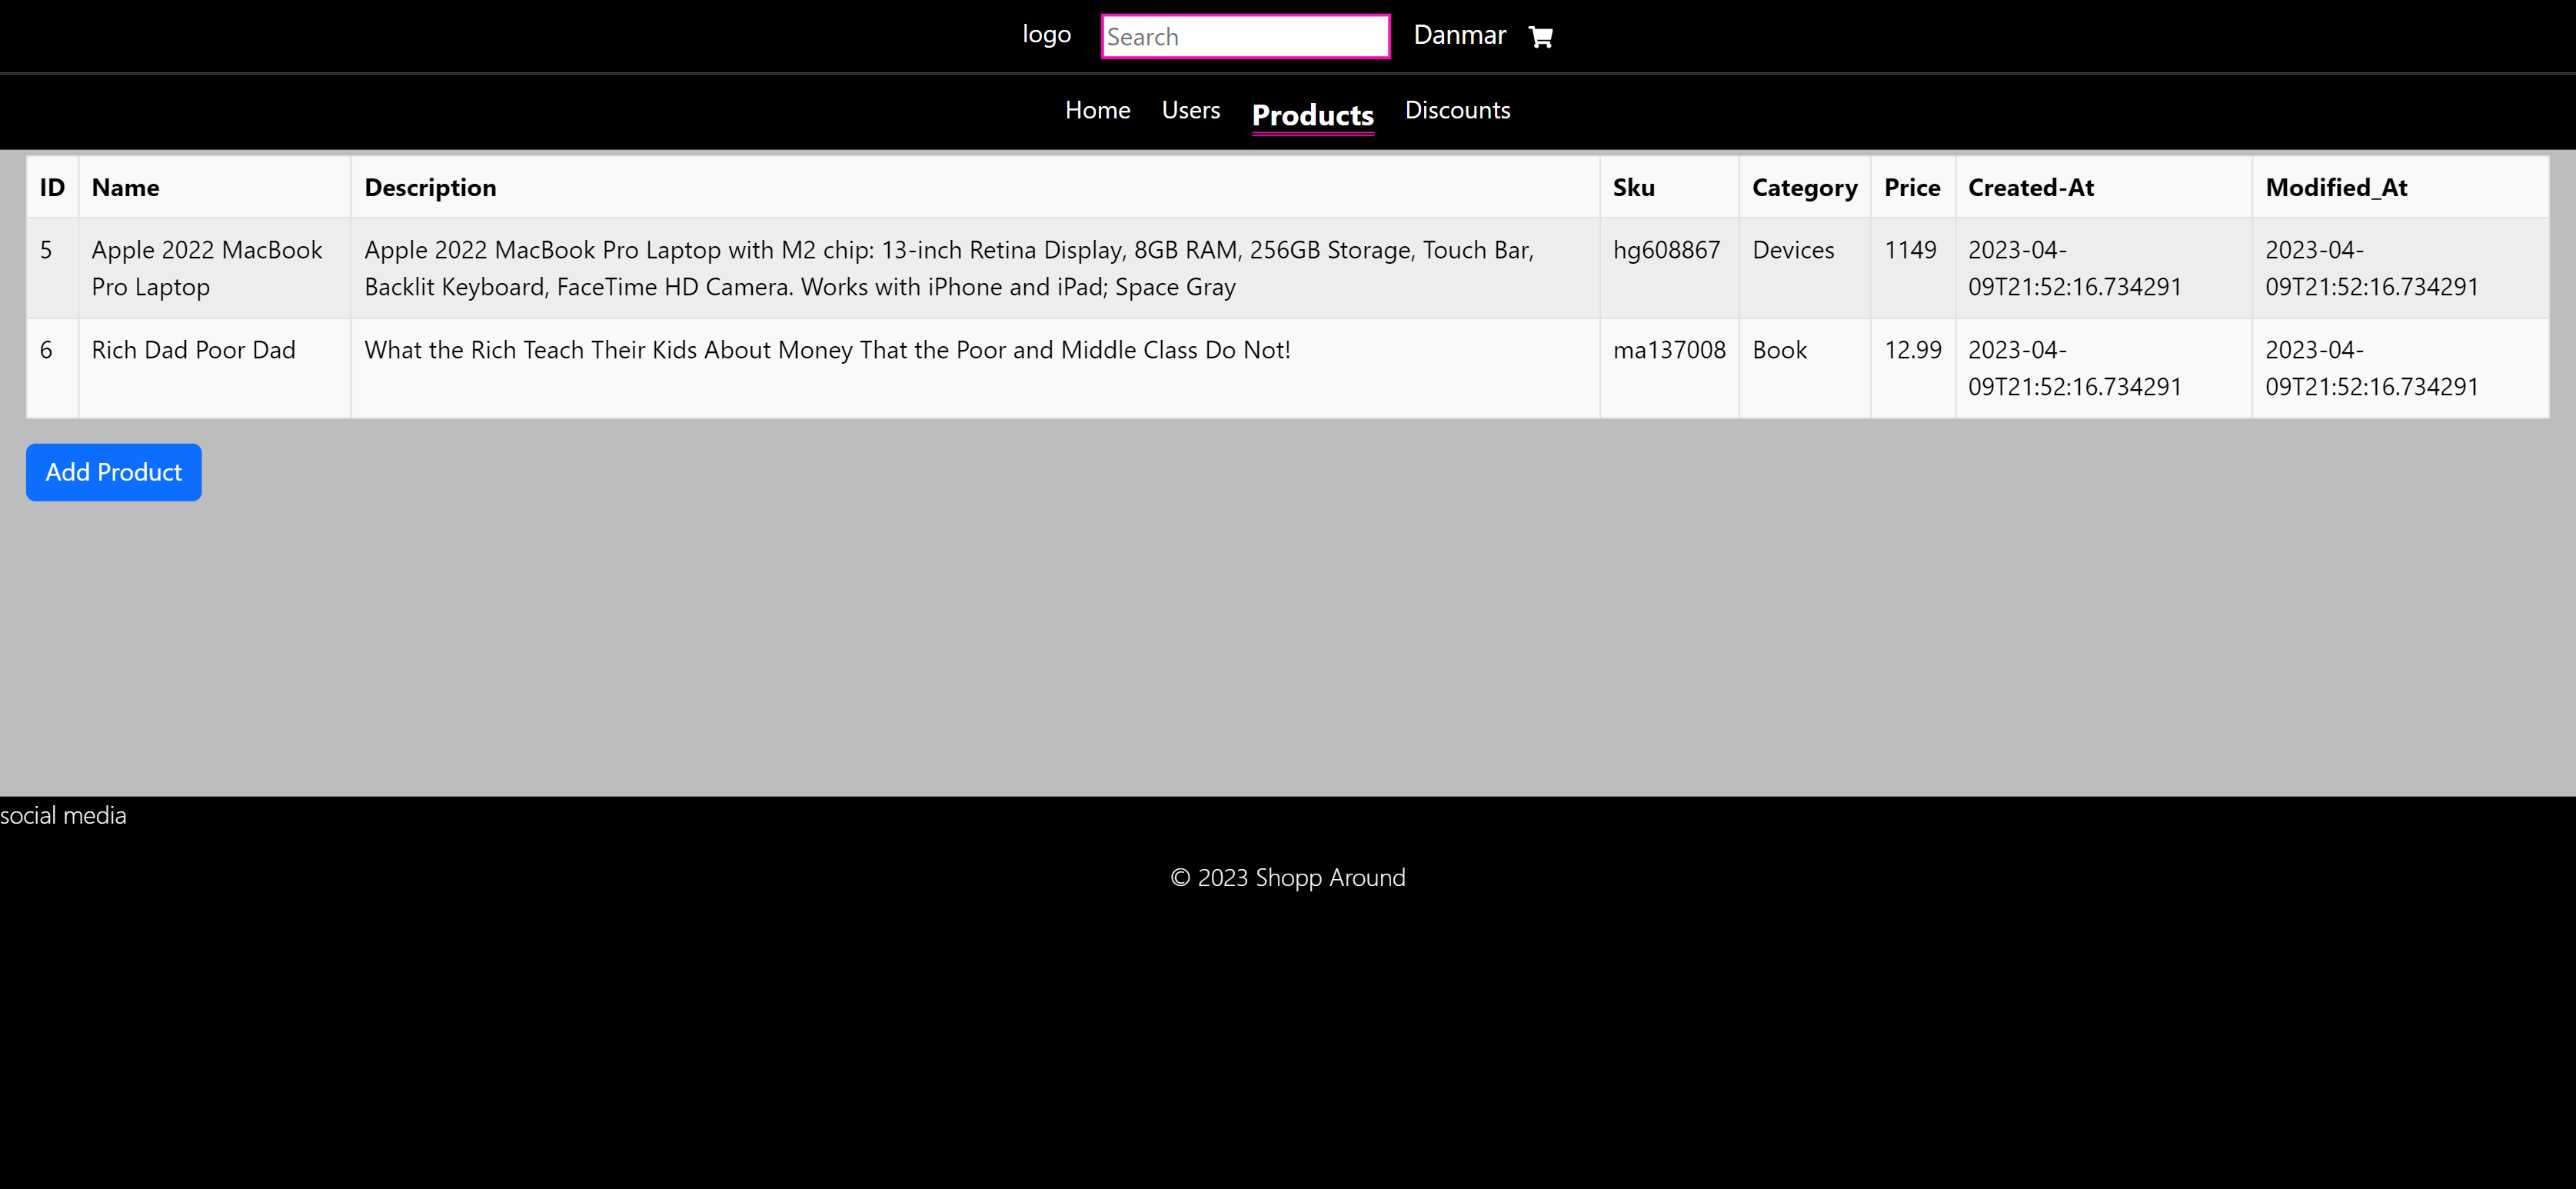 logo Search Danmar
Home Users Products Discounts
ID Name Description Sku Category Price Created-At Modified_At
5 Apple 2022 MacBook Apple 2022 MacBook Pro Laptop with M2 chip: 13-inch Retina Display, 8GB RAM, 256GB Storage, Touch Bar, hg608867 Devices 1149 2023-04- 2023-04-
Pro Laptop Backlit Keyboard, FaceTime HD Camera. Works with iPhone and iPad; Space Gray 09T21:52:16.734291 09T21:52:16.734291
6 Rich Dad Poor Dad What the Rich Teach Their Kids About Money That the Poor and Middle Class Do Not! ma137008 Book 12.99 2023-04- 2023-04-
09T21:52:16.734291 09T21:52:16.734291
Add Product
social media
© 2023 Shopp Around